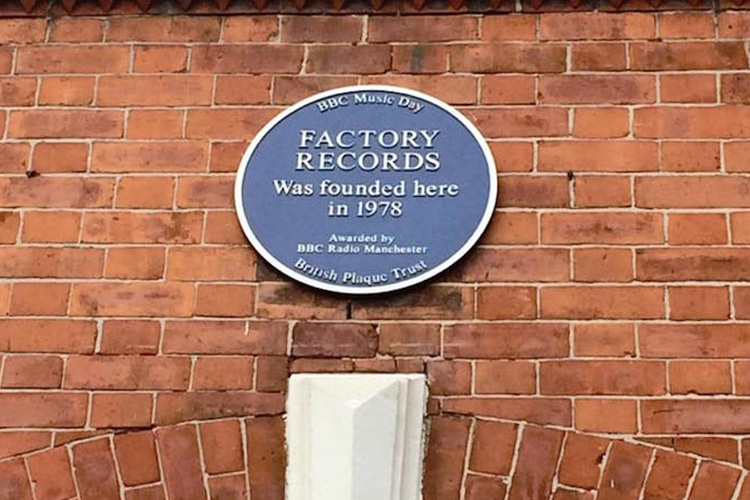 BBC Music Day
FACTORY
RECORDS
Was founded here
in 1978
Awarded by
BBC Radio Manchester
British Plaque Trust